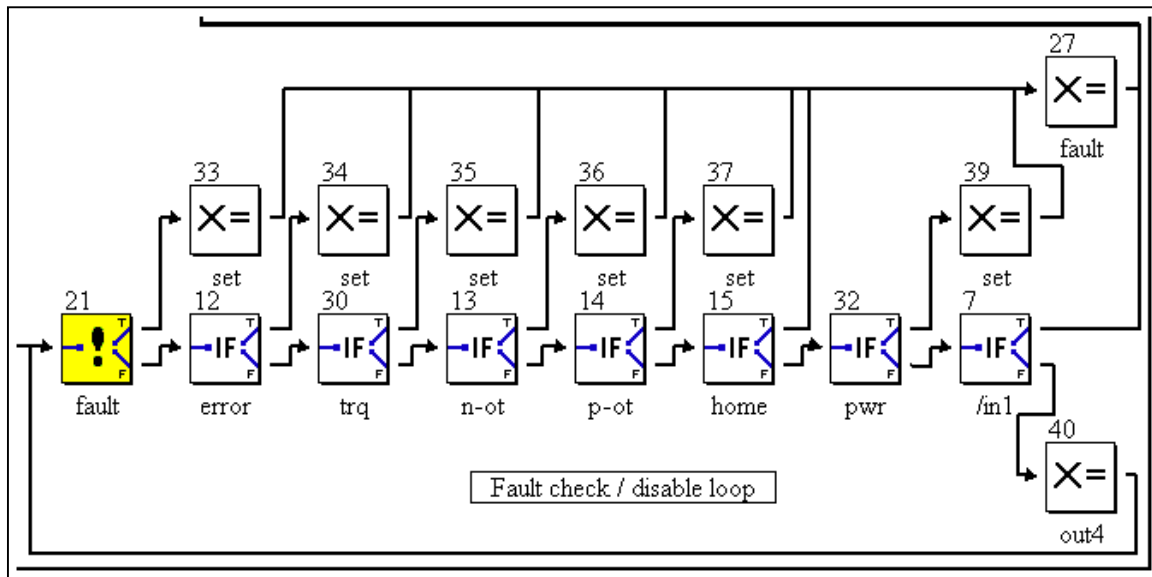 27
X=
fault
33 34 35 36 37 39
X= X= X= X= X= X=
set set set set set set
21 12 30 13 14 15 32 7
! T F IF T F IF T F IF T F IF T F IF T F IF T F IF T F
fault error trq n-ot p-ot home pwr /in1
40
X=
Fault check / disable loop
out4